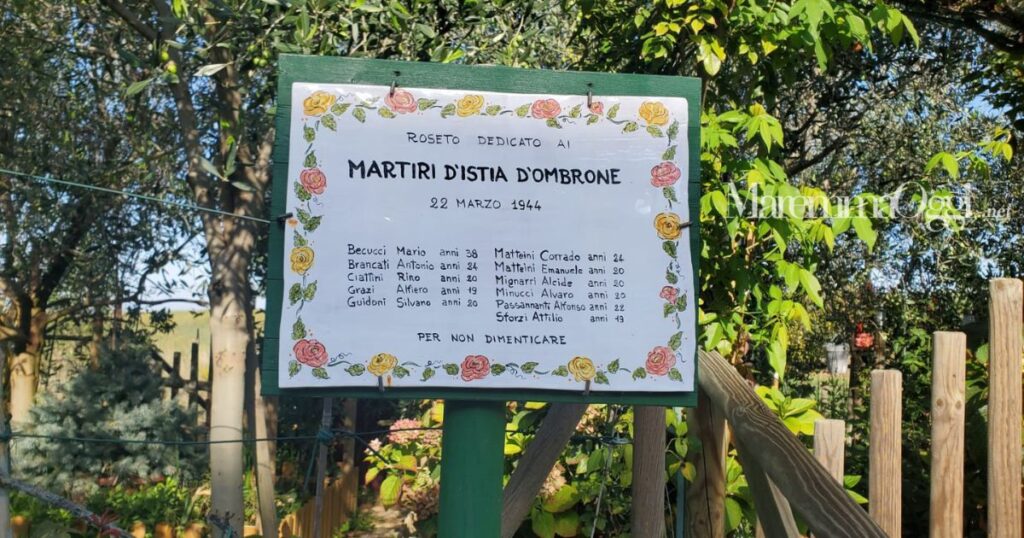 ROSETO DEDICATO AI
MARTIRI D'ISTIA D'OMBRONE
22 MARZO 1944
Becucci Mario anni 38
Brancati Antonio anni 24
Ciattini Rino anni 20
Grazi Alfiero anni 19
Guidoni Silvano anni 20
Matteini Corrado anni 24
Matteini Emanuele anni 20
Mignarri Alcide anni 20
Minucci Alvaro anni 20
Passannanti Alfonso anni 22
Sforzi Attilio anni 19
PER NON DIMENTICARE
MaremmaOggi.net